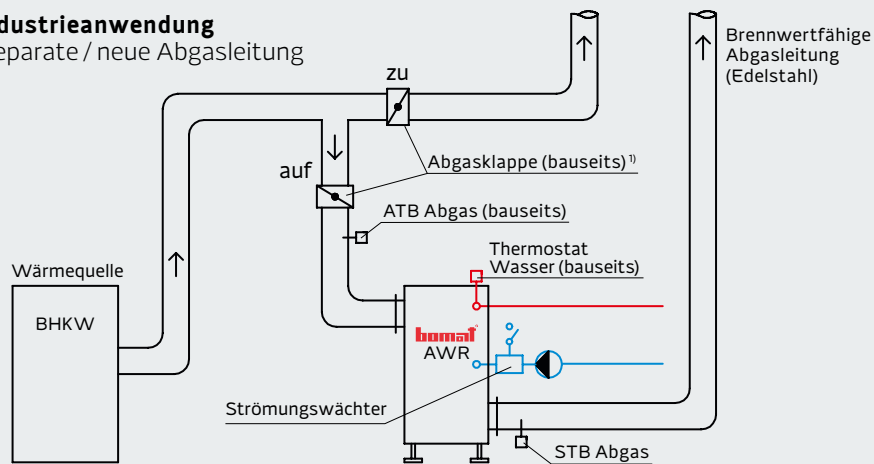 dustrieanwendung
eparate / neue Abgasleitung
zu
Brennwertfähige
Abgasleitung
(Edelstahl)
auf
Abgasklappe (bauseits) ¹⁾
ATB Abgas (bauseits)
Thermostat
Wasser (bauseits)
Wärmequelle
BHKW
bomat
AWR
Strömungswächter
STB Abgas